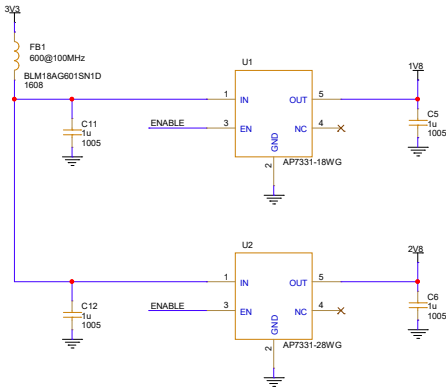 3V3
FB1
600@100MHz
BLM18AG601SN1D
1608
U1
1V8
1 IN OUT 5
C11
1u
1005
ENABLE 3 EN NC 4
C5
1u
1005
GND
2
AP7331-18WG
U2
2V8
1 IN OUT 5
C12
1u
1005
ENABLE 3 EN NC 4
C6
1u
1005
GND
2
AP7331-28WG